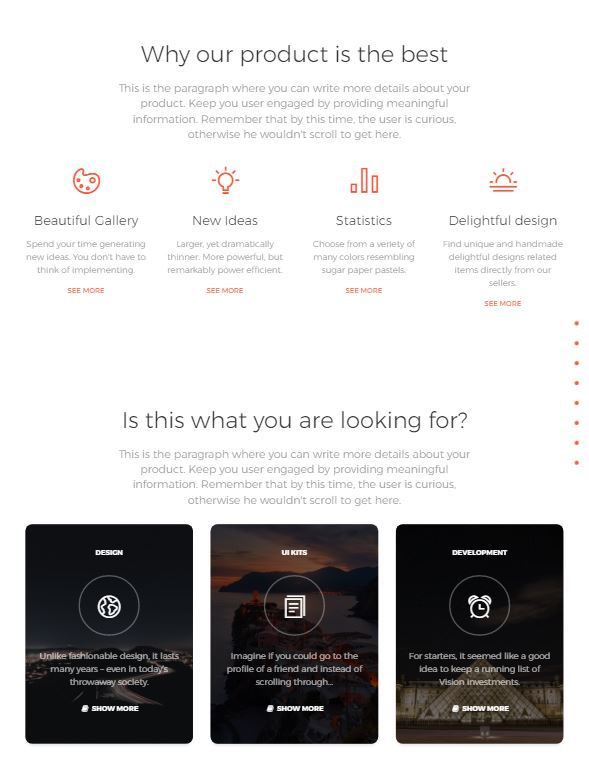 Why our product is the best
This is the paragraph where you can write more details about your
product. Keep you user engaged by providing meaningful
information. Remember that by this time, the user is curious,
otherwise he wouldn't scroll to get here.
Beautiful Gallery
Spend your time generating
new ideas. You don't have to
think of implementing.
SEE MORE
New Ideas
Larger, yet dramatically
thinner. More powerful, but
remarkably power efficient.
SEE MORE
Statistics
Choose from a veriety of
many colors resembling
sugar paper pastels.
SEE MORE
Delightful design
Find unique and handmade
delightful designs related
items directly from our
sellers.
SEE MORE
Is this what you are looking for?
This is the paragraph where you can write more details about your
product. Keep you user engaged by providing meaningful
information. Remember that by this time, the user is curious,
otherwise he wouldn't scroll to get here.
DESIGN
Unlike fashionable design, it lasts
many years – even in today's
throwaway society.
SHOW MORE
UI KITS
Imagine if you could go to the
profile of a friend and instead of
scrolling through...
SHOW MORE
DEVELOPMENT
For starters, it seemed like a good
idea to keep a running list of
Vision investments.
SHOW MORE